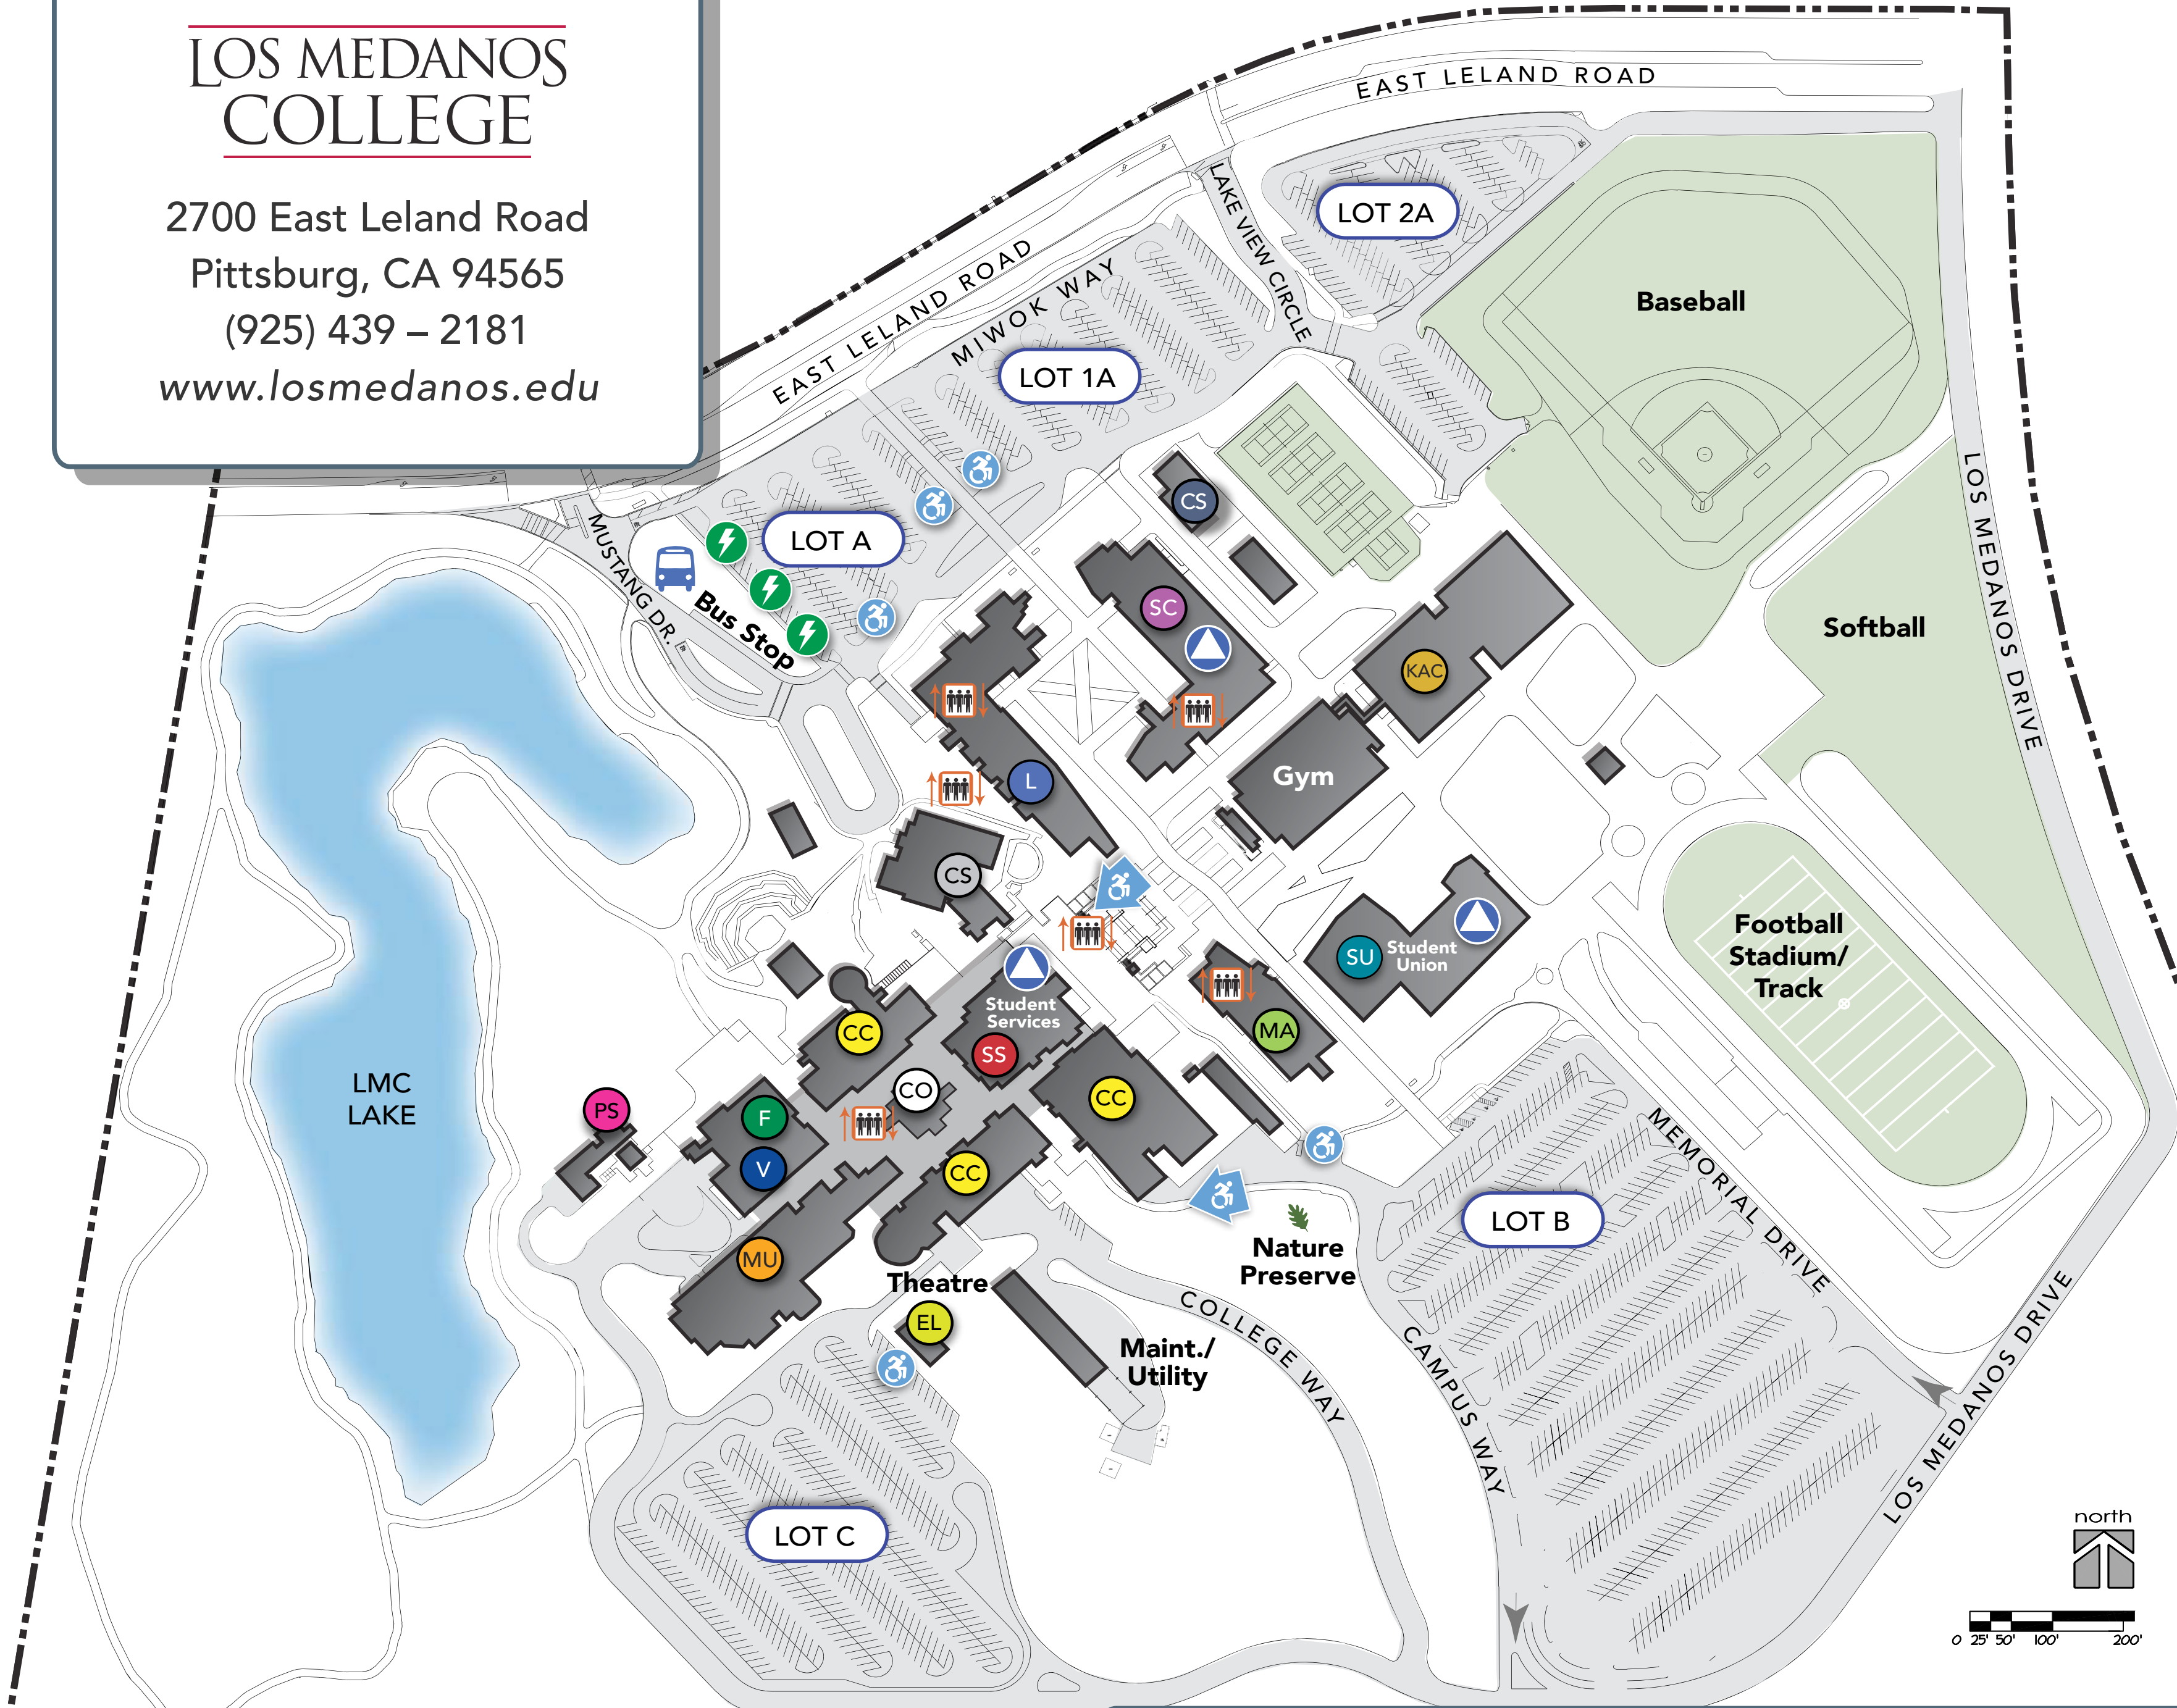 LOS MEDANOS
COLLEGE
2700 East Leland Road
Pittsburg, CA 94565
(925) 439 – 2181
www.losmedanos.edu
EAST LELAND ROAD
LOT 2A
LAKE VIEW CIRCLE
EAST LELAND ROAD
MIWOK WAY
LOT 1A
Baseball
LOT A
CS
MUSTANG DR.
Bus Stop
SC
KAC
Softball
LOS MEDANOS DRIVE
L
Gym
CS
SU
Student
Union
Football
Stadium/
Track
Student
Services
SS
CC
MA
CO
CC
LMC
LAKE
PS
F
V
CC
MU
Theatre
EL
Nature
Preserve
LOT B
MEMORIAL DRIVE
Maint./
Utility
COLLEGE WAY
CAMPUS WAY
LOS MEDANOS DRIVE
LOT C
north
0 25' 50' 100' 200'